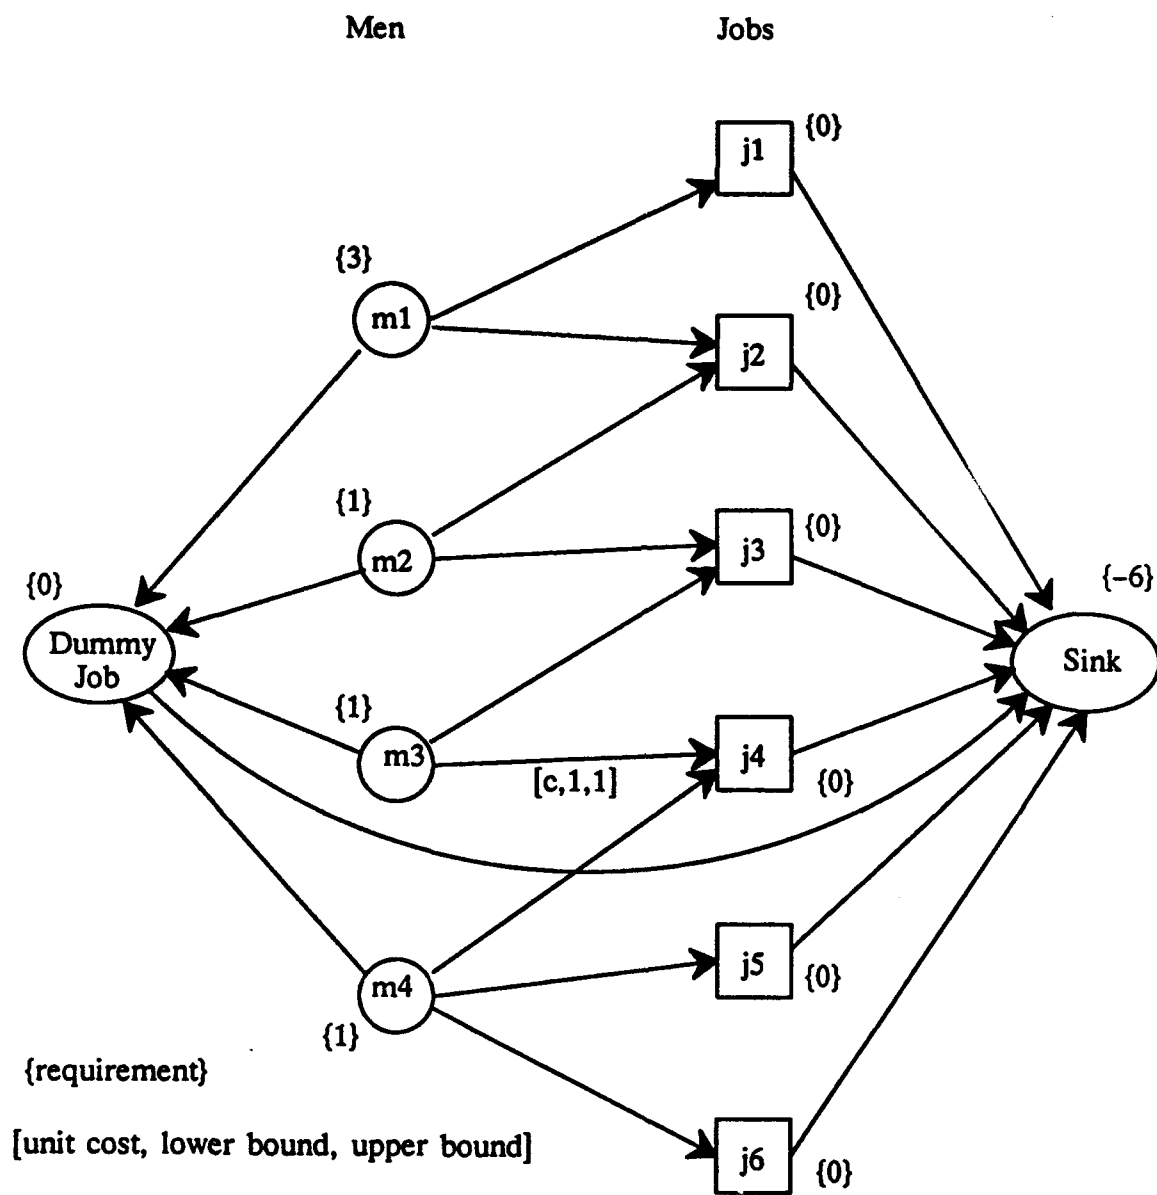 Men Jobs
j1 {0}
{3}
m1
{0}
j2
{1}
m2
{0}
j3
{0}
Dummy
Job
{-6}
Sink
{1}
m3
[c,1,1]
j4
{0}
m4
{1}
j5
{0}
{requirement}
[unit cost, lower bound, upper bound]
j6
{0}